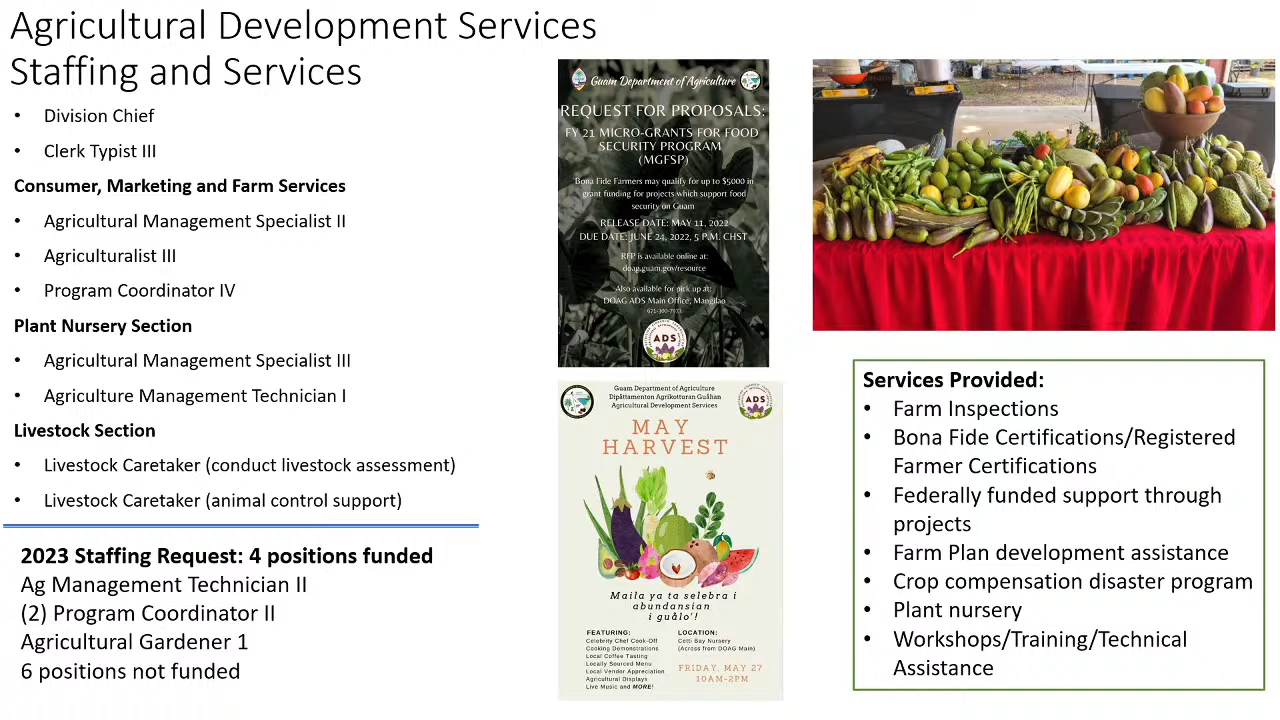 Agricultural Development Services
Staffing and Services
• Division Chief
• Clerk Typist III
Consumer, Marketing and Farm Services
• Agricultural Management Specialist II
• Agriculturalist III
• Program Coordinator IV
Plant Nursery Section
• Agricultural Management Specialist III
• Agriculture Management Technician I
Livestock Section
• Livestock Caretaker (conduct livestock assessment)
• Livestock Caretaker (animal control support)
2023 Staffing Request: 4 positions funded
Ag Management Technician II
(2) Program Coordinator II
Agricultural Gardener 1
6 positions not funded
Guam Department of Agriculture
REQUEST FOR PROPOSALS:
FY 21 MICRO-GRANTS FOR FOOD
SECURITY PROGRAM
(MGFSP)
Bona Fide Farmers may qualify for up to $5000 in
grant funding for projects which support food
security on Guam
RELEASE DATE: MAY 11, 2022
DUE DATE: JUNE 24, 2022, 5 P.M. CHST
RFP is available online at:
doag.guam.gov/resource
Also available for pick up at:
DOAG ADS Main Office, Mangilao
671-300-7973
ADS
Guam Department of Agriculture
Dipåttamenton Agrikottoran Guåhan
Agricultural Development Services
ADS
MAY
HARVEST
Maila ya ta selebra i
abundansian
i guålo'!
FEATURING:
Celebrity Chef Cook-Off
Cooking Demonstrations
Local Coffee Tasting
Locally Sourced Menu
Local Vendor Appreciation
Agricultural Displays
Live Music and MORE!
LOCATION:
Cetti Bay Nursery
(Across from DOAG Main)
FRIDAY, MAY 27
10AM-2PM
Services Provided:
• Farm Inspections
• Bona Fide Certifications/Registered
Farmer Certifications
• Federally funded support through
projects
• Farm Plan development assistance
• Crop compensation disaster program
• Plant nursery
• Workshops/Training/Technical
Assistance